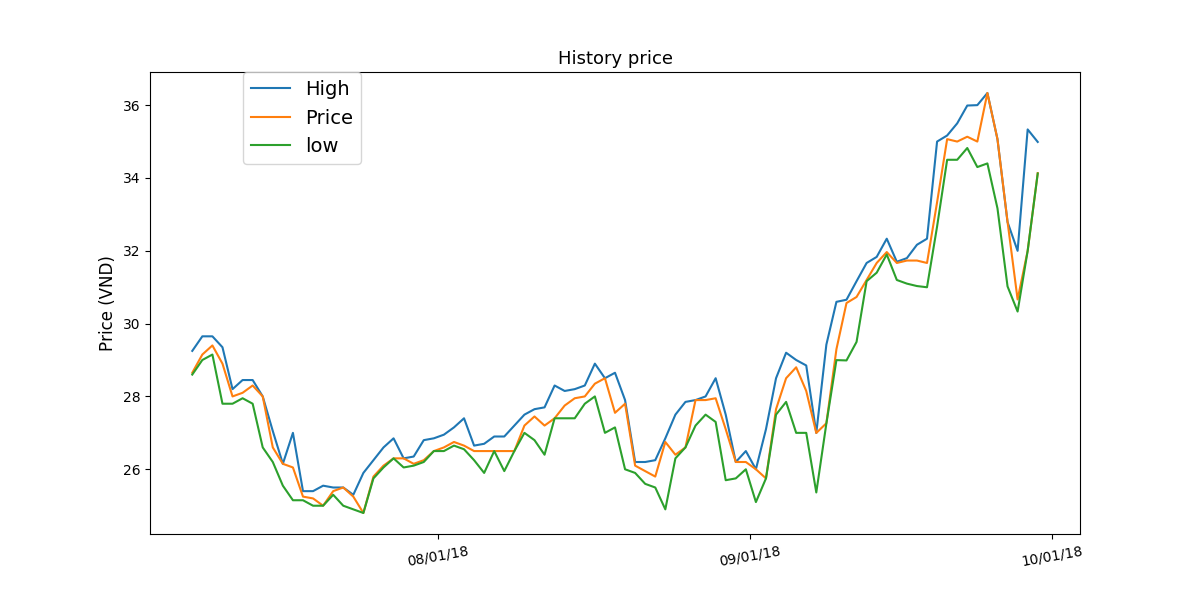 History price
High
Price
low
Price (VND)
36
34
32
30
28
26
08/01/18
09/01/18
10/01/18